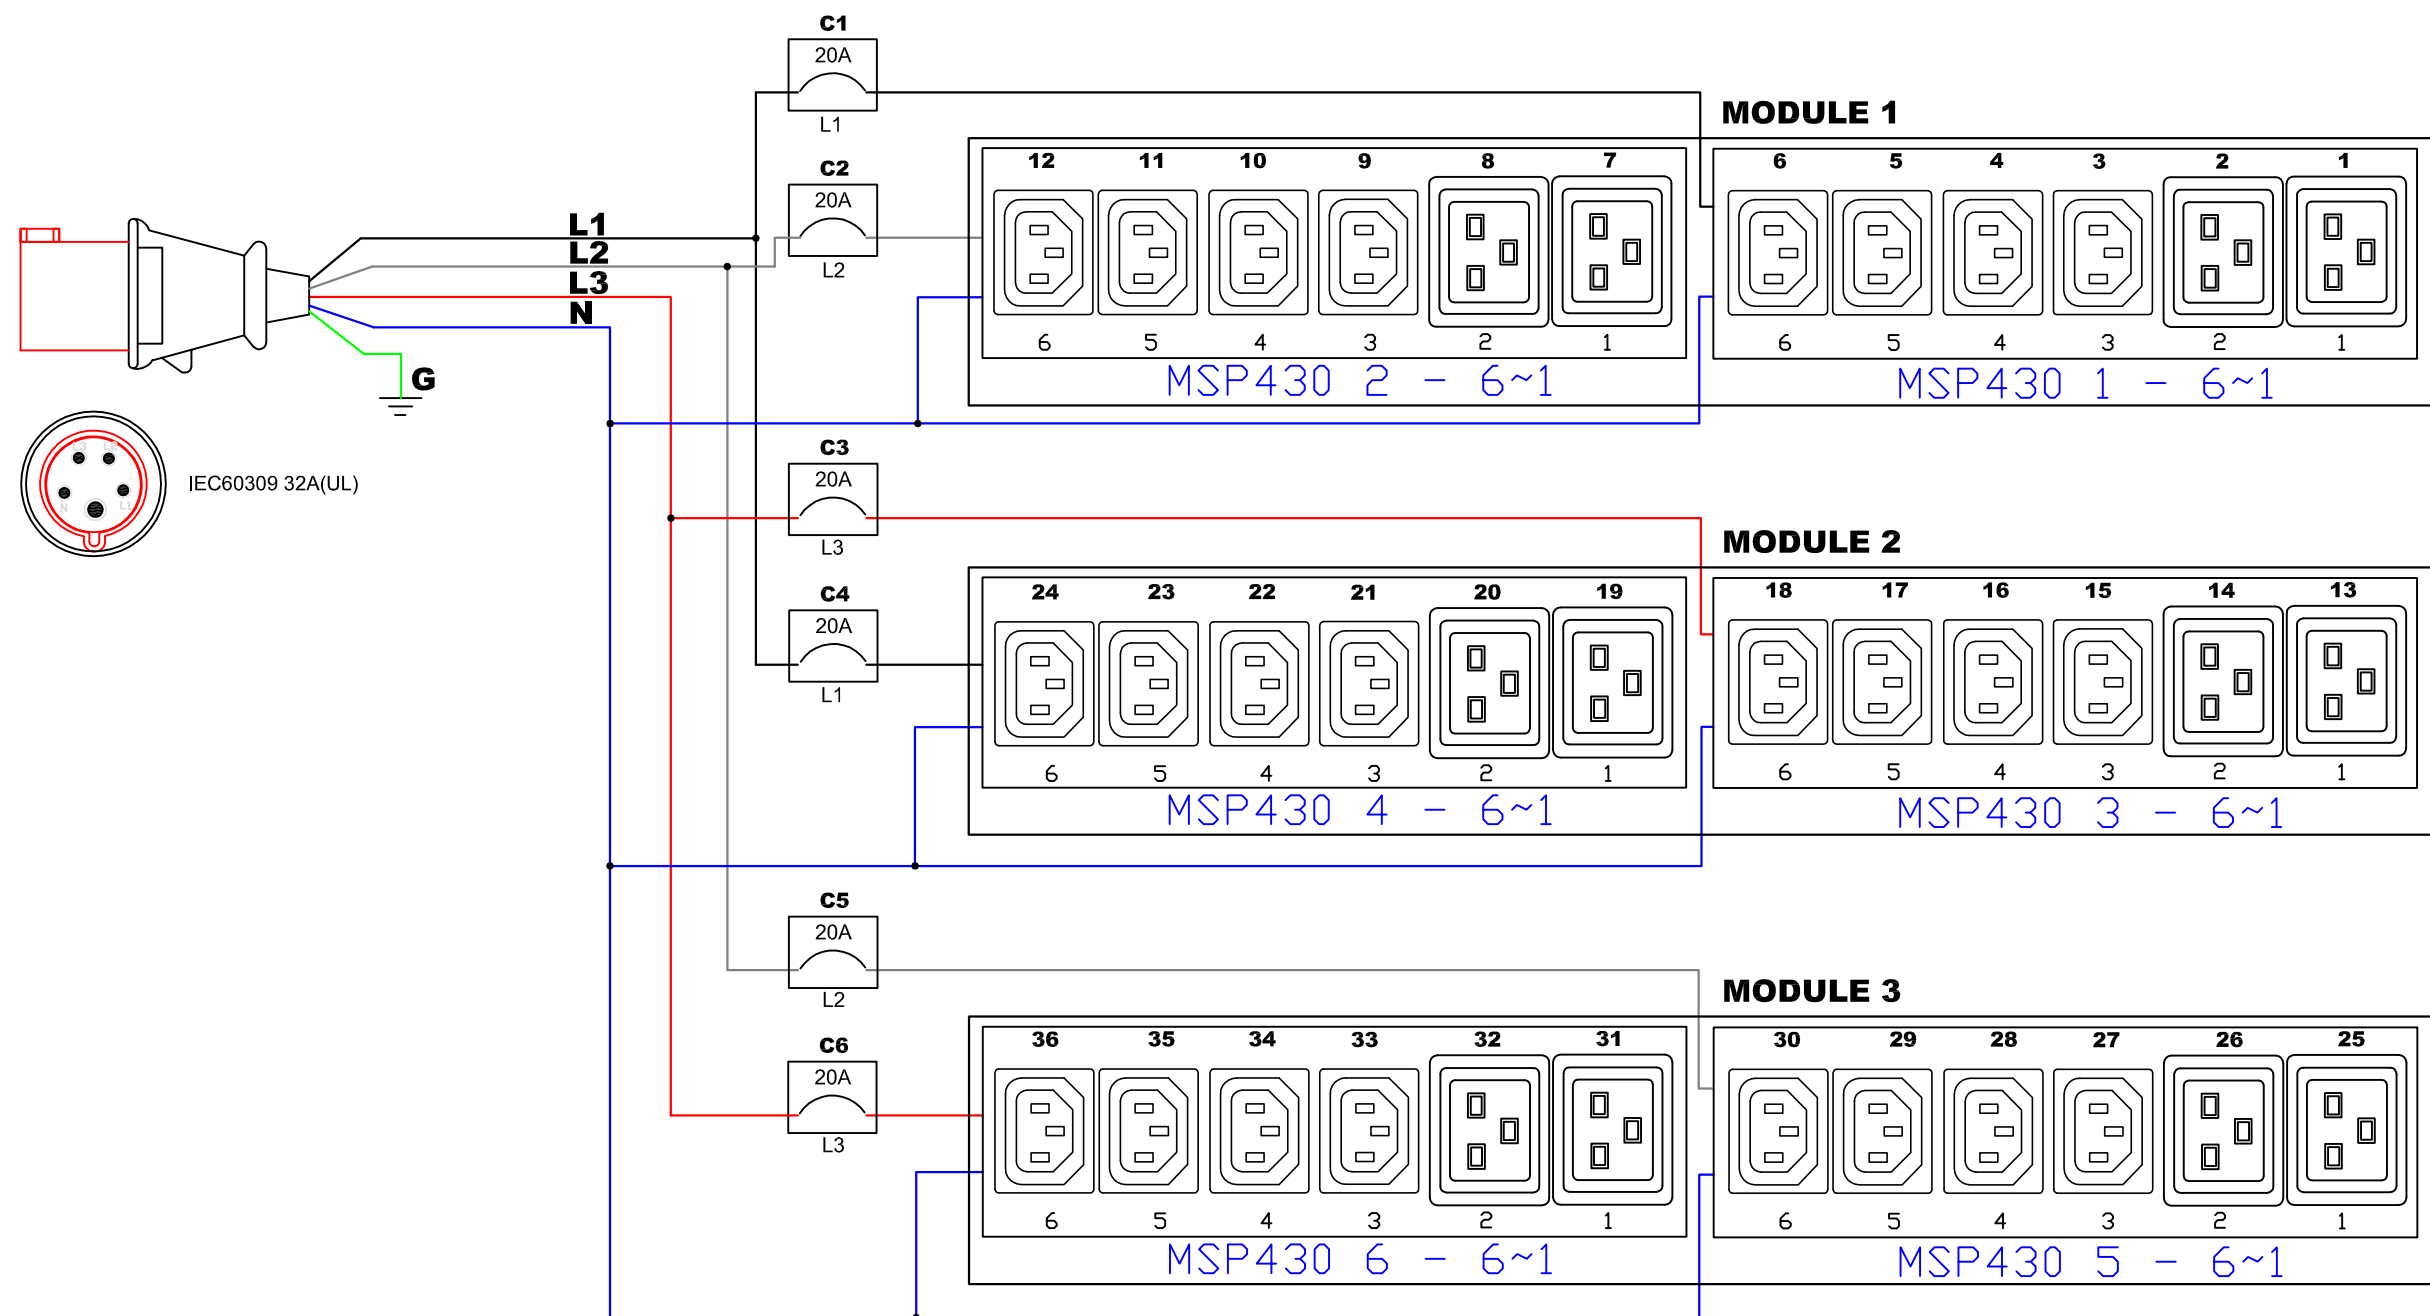 C1
20A
L1
MODULE 1
12 11 10 9 8 7 6 5 4 3 2 1
C2
20A
L2
L1
L2
L3
N
G
6 5 4 3 2 1 6 5 4 3 2 1
MSP430 2 - 6~1 MSP430 1 - 6~1
L3 L2
N L1
IEC60309 32A(UL)
C3
20A
L3
MODULE 2
24 23 22 21 20 19 18 17 16 15 14 13
C4
20A
L1
6 5 4 3 2 1 6 5 4 3 2 1
MSP430 4 - 6~1 MSP430 3 - 6~1
C5
20A
L2
MODULE 3
36 35 34 33 32 31 30 29 28 27 26 25
C6
20A
L3
6 5 4 3 2 1 6 5 4 3 2 1
MSP430 6 - 6~1 MSP430 5 - 6~1